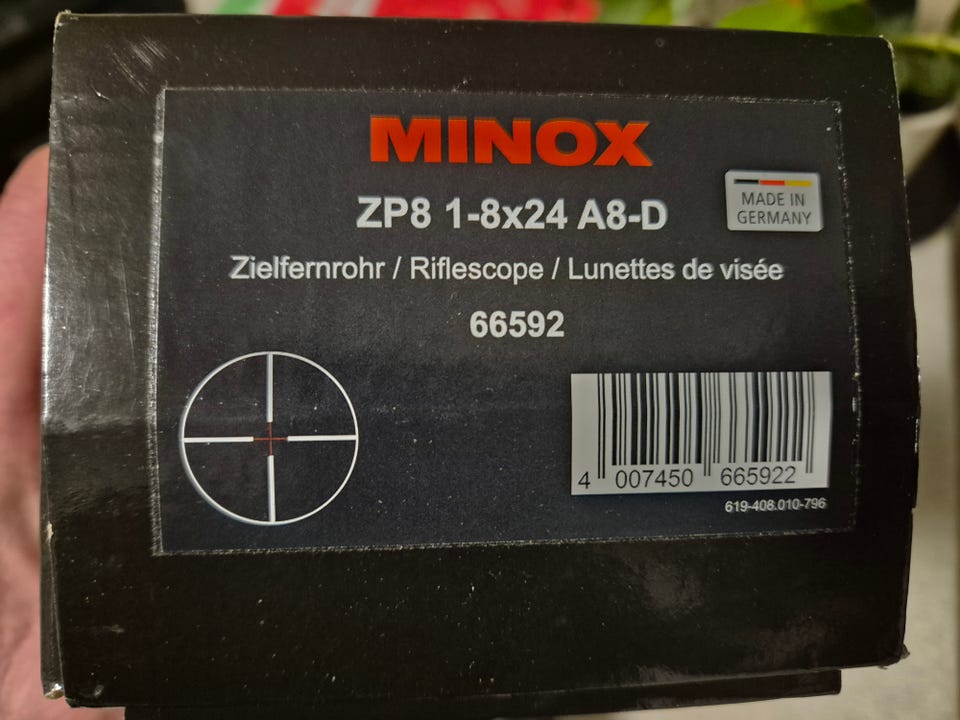 MINOX
ZP8 1-8x24 A8-D
MADE IN
GERMANY
Zielfernrohr / Riflescope / Lunettes de visée
66592
4 007450 665922
619-408.010-796